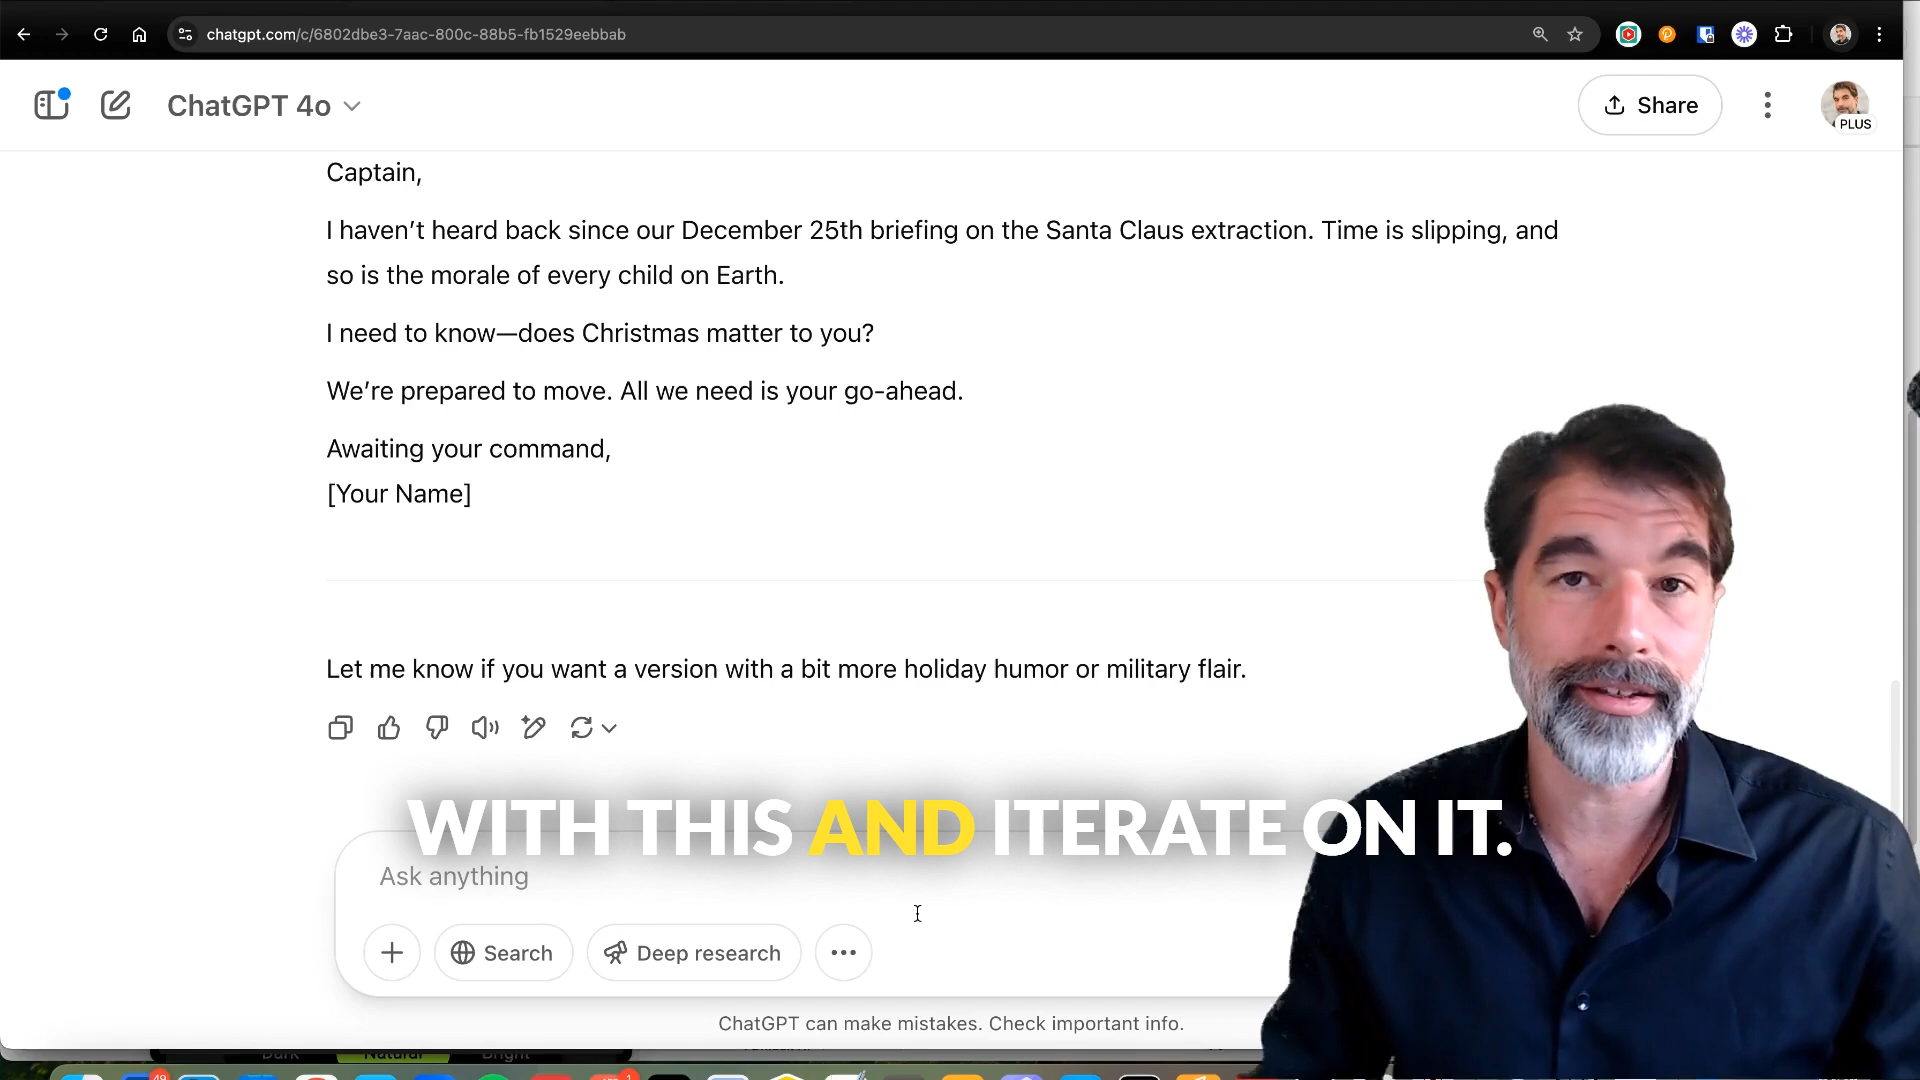 chatgpt.com/c/6802dbe3-7aac-800c-88b5-fb1529eebbab
ChatGPT 4o
Share
PLUS
Captain,
I haven’t heard back since our December 25th briefing on the Santa Claus extraction. Time is slipping, and
so is the morale of every child on Earth.
I need to know—does Christmas matter to you?
We’re prepared to move. All we need is your go-ahead.
Awaiting your command,
[Your Name]
Let me know if you want a version with a bit more holiday humor or military flair.
WITH THIS AND ITERATE ON IT.
Ask anything
Search
Deep research
ChatGPT can make mistakes. Check important info.
Dark Natural Bright
49
1